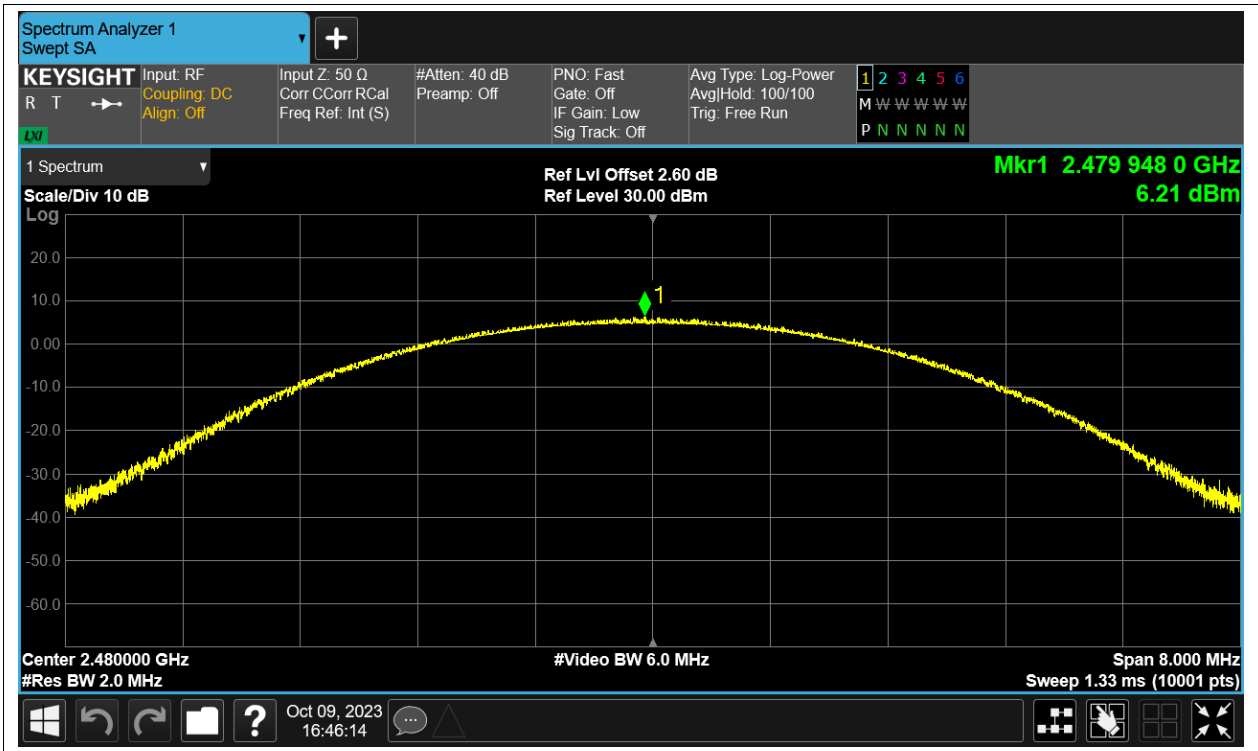 Spectrum Analyzer 1
Swept SA
KEYSIGHT
R T
LXI
Input: RF
Coupling: DC
Align: Off
Input Z: 50 Ω
Corr CCorr RCal
Freq Ref: Int (S)
#Atten: 40 dB
Preamp: Off
PNO: Fast
Gate: Off
IF Gain: Low
Sig Track: Off
Avg Type: Log-Power
Avg|Hold: 100/100
Trig: Free Run
1 2 3 4 5 6
M W W W W W
P N N N N N
1 Spectrum
Scale/Div 10 dB
Log
Ref Lvl Offset 2.60 dB
Ref Level 30.00 dBm
Mkr1 2.479 948 0 GHz
6.21 dBm
20.0
10.0
1
0.00
-10.0
-20.0
-30.0
-40.0
-50.0
-60.0
Center 2.480000 GHz
#Res BW 2.0 MHz
#Video BW 6.0 MHz
Span 8.000 MHz
Sweep 1.33 ms (10001 pts)
?
Oct 09, 2023
16:46:14